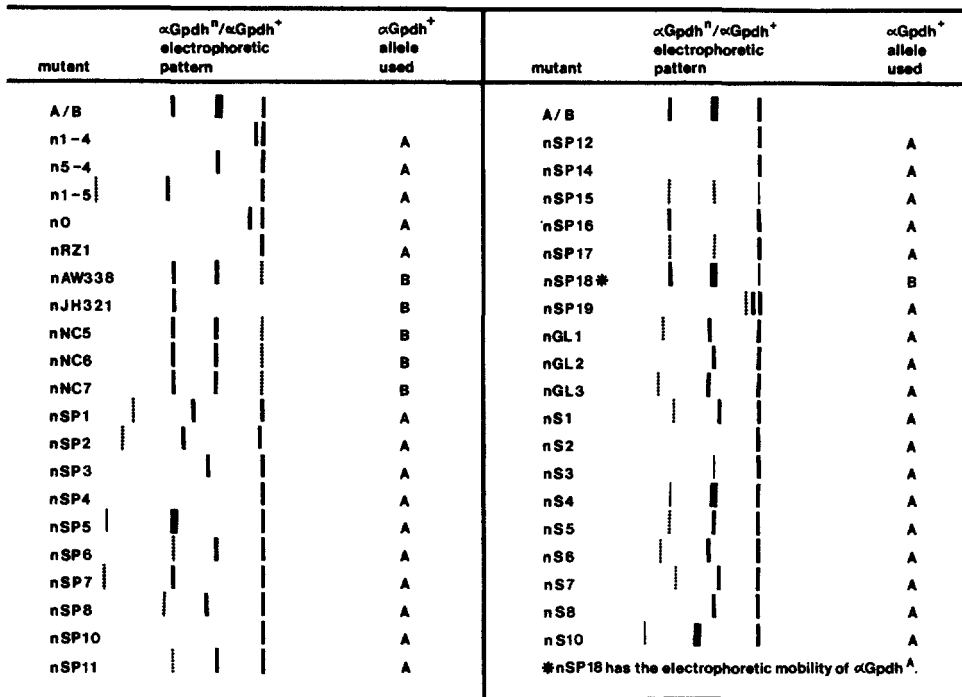 αGpdhⁿ/αGpdh⁺ αGpdh⁺
electrophoretic allele
mutant pattern used
A/B
n1-4 A
n5-4 A
n1-5 A
nO A
nRZ1 A
nAW338 B
nJH321 B
nNC5 B
nNC6 B
nNC7 B
nSP1 A
nSP2 A
nSP3 A
nSP4 A
nSP5 A
nSP6 A
nSP7 A
nSP8 A
nSP10 A
nSP11 A
αGpdhⁿ/αGpdh⁺ αGpdh⁺
electrophoretic allele
mutant pattern used
A/B
nSP12 A
nSP14 A
nSP15 A
nSP16 A
nSP17 A
nSP18✱ B
nSP19 A
nGL1 A
nGL2 A
nGL3 A
nS1 A
nS2 A
nS3 A
nS4 A
nS5 A
nS6 A
nS7 A
nS8 A
nS10 A
✱nSP18 has the electrophoretic mobility of αGpdhᴬ.